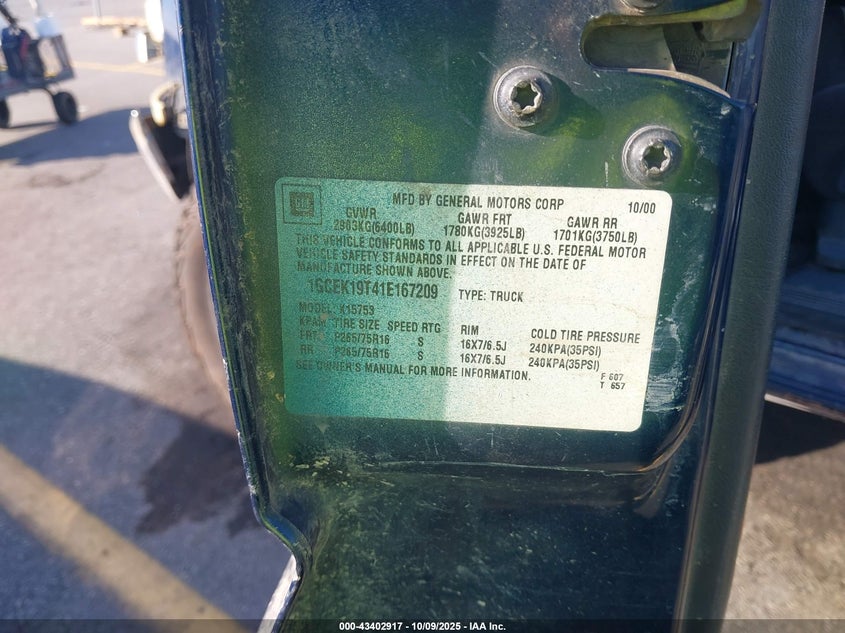 GM
MFD BY GENERAL MOTORS CORP 10/00
GVWR GAWR FRT GAWR RR
2903KG(6400LB) 1780KG(3925LB) 1701KG(3750LB)
THIS VEHICLE CONFORMS TO ALL APPLICABLE U.S. FEDERAL MOTOR
VEHICLE SAFETY STANDARDS IN EFFECT ON THE DATE OF
MANUFACTURE SHOWN ABOVE.
1GCEK19T41E167209 TYPE: TRUCK
MODEL: K15753
TIRE SIZE SPEED RTG RIM COLD TIRE PRESSURE
FRT P265/75R16 S 16X7/6.5J 240KPA(35PSI)
RR P265/75R16 S 16X7/6.5J 240KPA(35PSI)
SEE OWNER'S MANUAL FOR MORE INFORMATION.
F 607
T 657
000-43402917 - 10/09/2025 - IAA Inc.